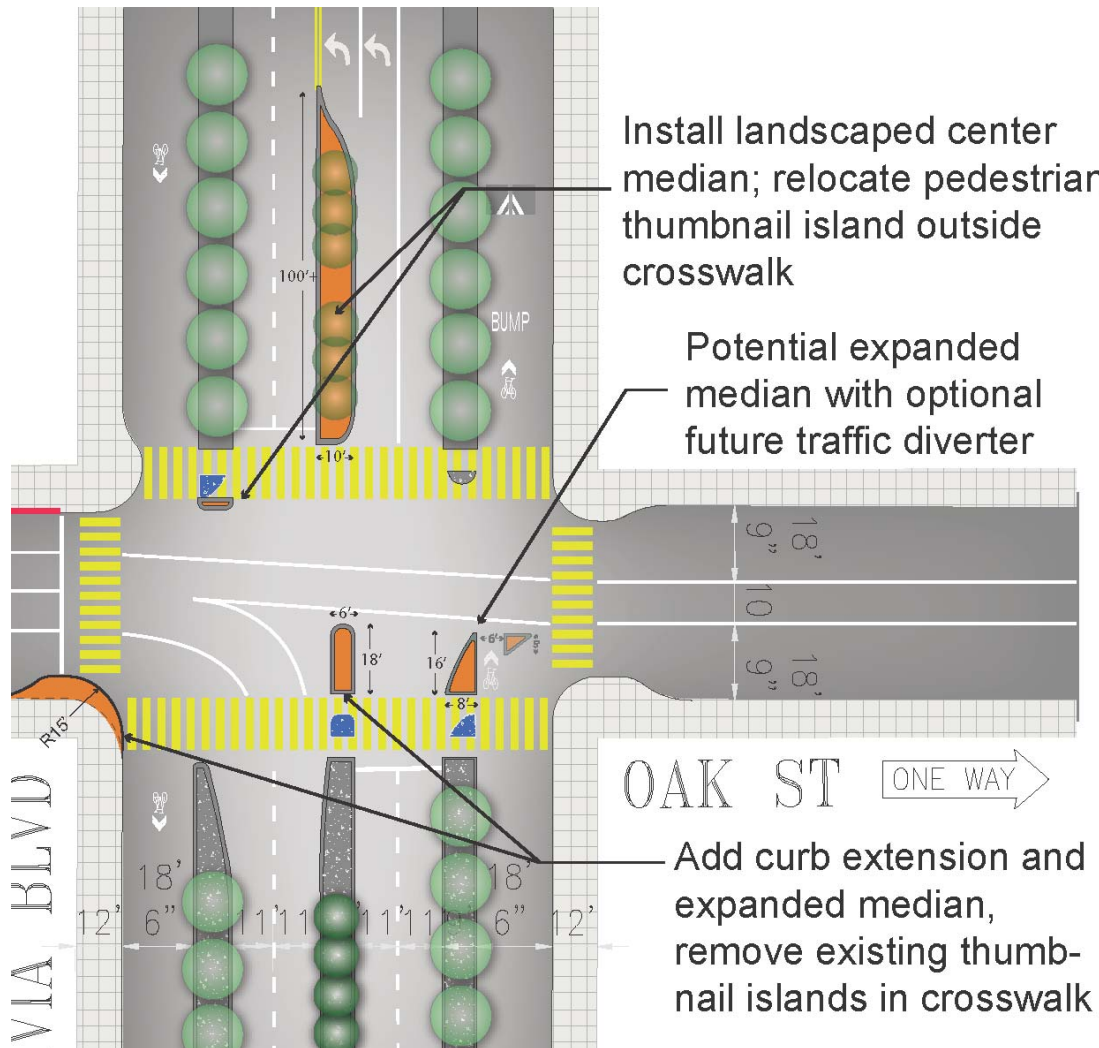 Install landscaped center
median; relocate pedestrian
thumbnail island outside
crosswalk
100'+
BUMP
Potential expanded
median with optional
future traffic diverter
10'
18'
9"
10
18'
9"
6'
18'
16'
6'
8'
R15'
OAK ST
ONE WAY
VIA BLVD
Add curb extension and
expanded median,
remove existing thumb-
nail islands in crosswalk
12'
18'
6"
11'
11'
11'
11'
18'
6"
12'